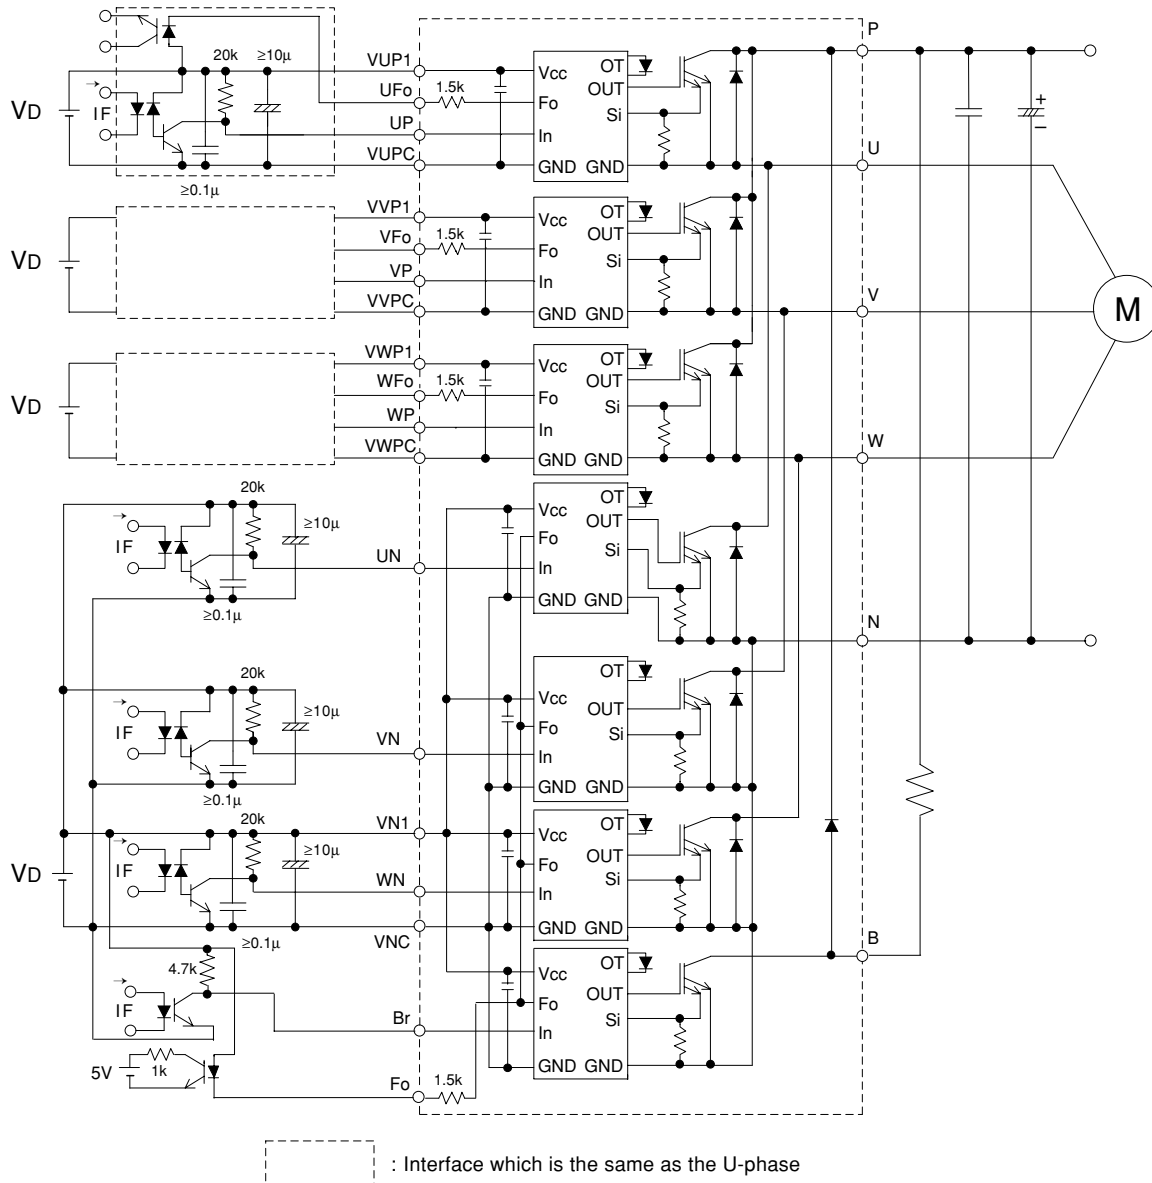 P
20k
≥10μ
VUP1
OT
Vcc
UFo
1.5k
OUT
VD
IF
Fo
+
Si
UP
In
–
U
VUPC
GND GND
≥0.1μ
VVP1
Vcc
OT
VFo
1.5k
OUT
VD
Fo
Si
VP
In
V
VVPC
GND GND
M
VWP1
Vcc
OT
WFo
1.5k
OUT
VD
Fo
Si
WP
In
W
VWPC
GND GND
20k
OT
≥10μ
Vcc
OUT
IF
Fo
Si
UN
In
GND GND
≥0.1μ
N
20k
OT
≥10μ
Vcc
OUT
IF
Fo
Si
VN
In
GND GND
≥0.1μ
20k
VN1
Vcc
OT
≥10μ
OUT
VD
IF
Fo
WN
Si
In
GND GND
VNC
B
≥0.1μ
4.7k
Vcc
OT
OUT
IF
Fo
Br
Si
In
5V
1k
GND GND
Fo
1.5k
: Interface which is the same as the U-phase